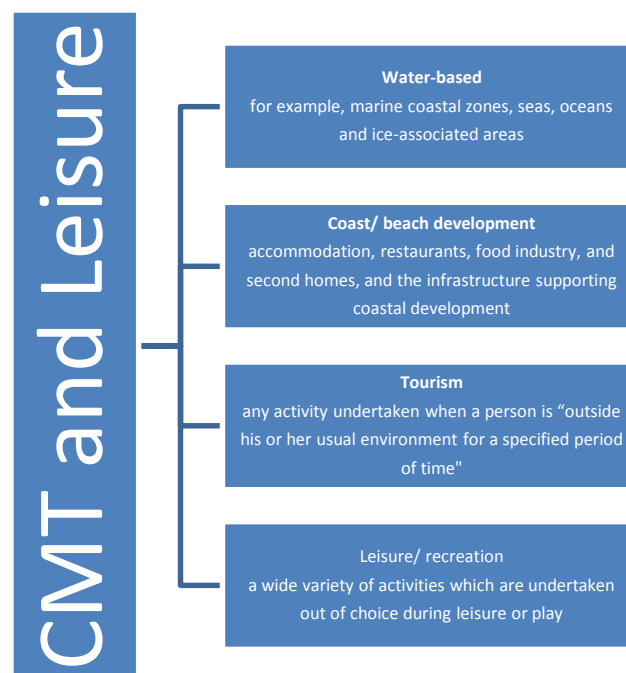 CMT and Leisure
Water-based
for example, marine coastal zones, seas, oceans
and ice-associated areas
Coast/ beach development
accommodation, restaurants, food industry, and
second homes, and the infrastructure supporting
coastal development
Tourism
any activity undertaken when a person is “outside
his or her usual environment for a specified period
of time"
Leisure/ recreation
a wide variety of activities which are undertaken
out of choice during leisure or play